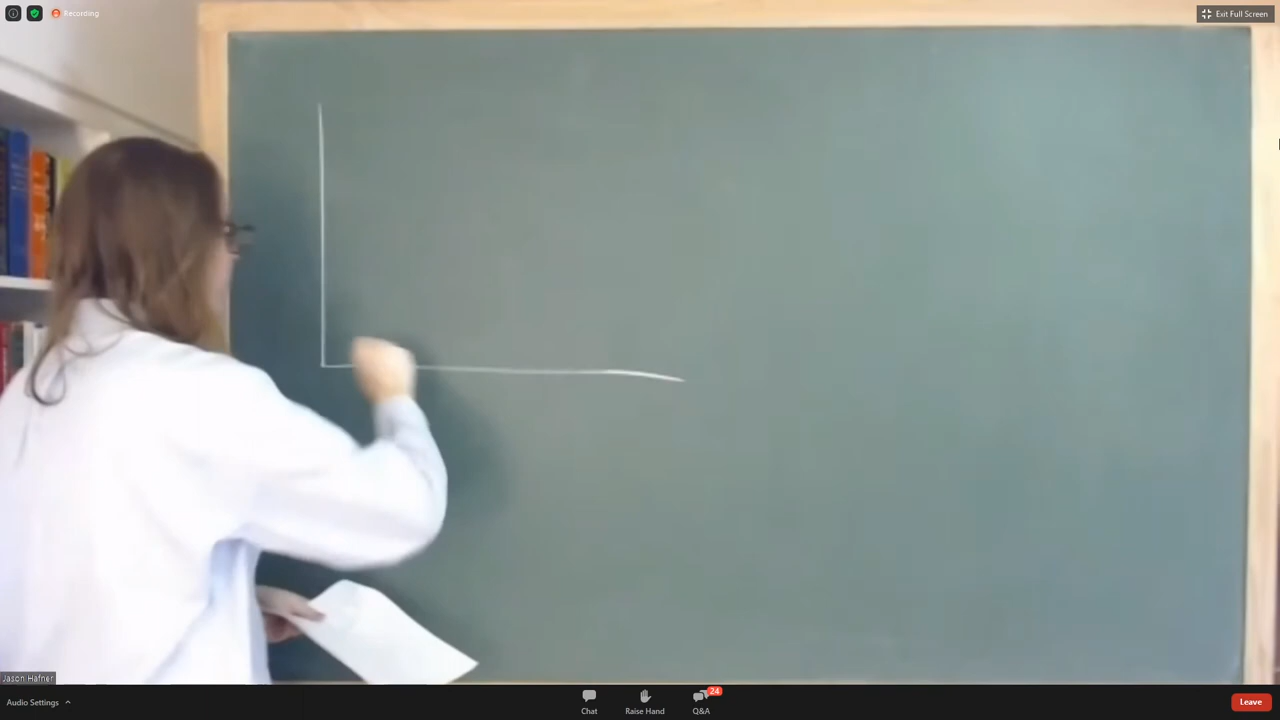 Recording
Exit Full Screen
Jason Hafner
Audio Settings
Chat
Raise Hand
24
Q&A
Leave